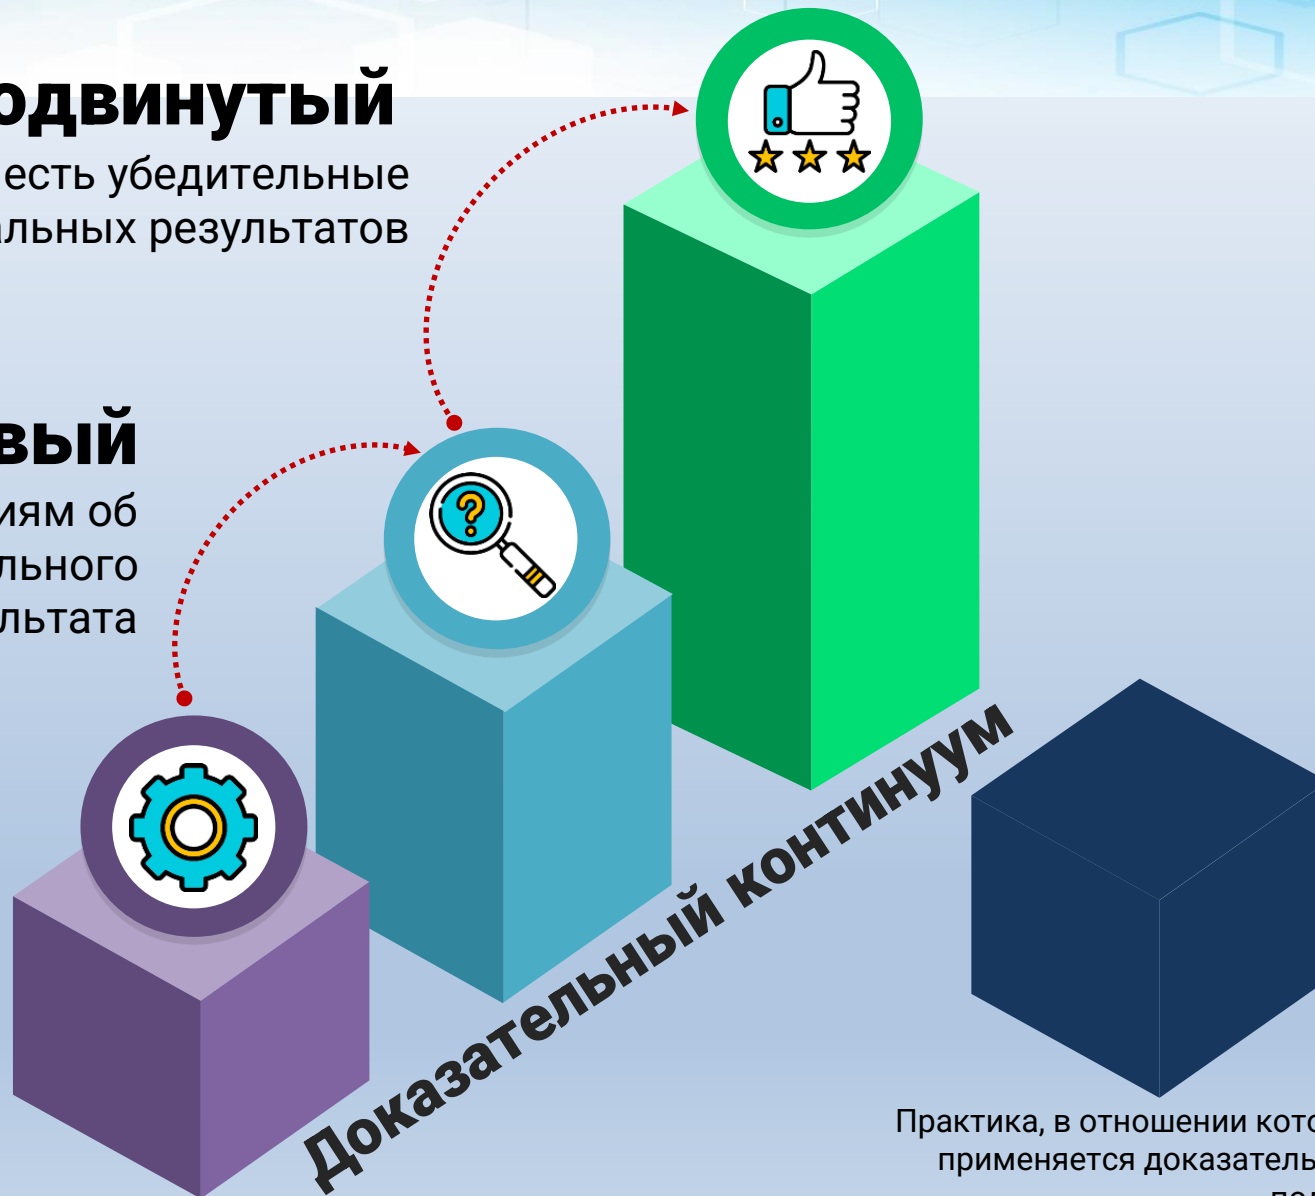 одвинутый
есть убедительные
альных результатов
вый
иям об
льного
льтата
Доказательный континуум
Практика, в отношении кото
применяется доказатель